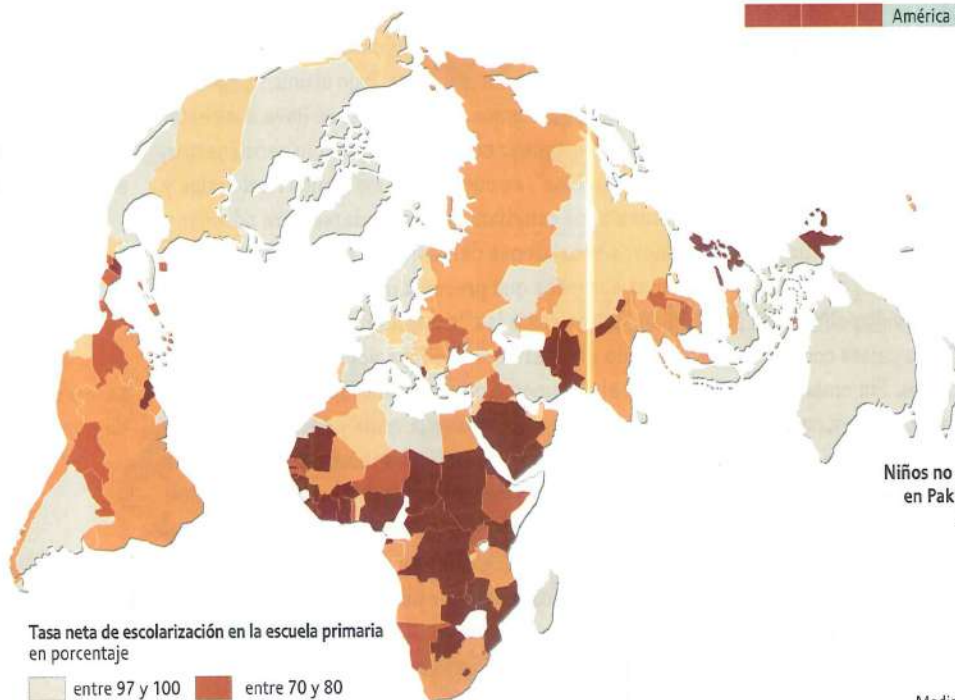 América
Niños no
en Pak
Tasa neta de escolarización en la escuela primaria
en porcentaje
entre 97 y 100
entre 70 y 80